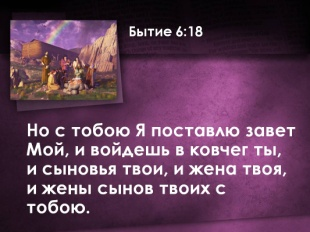 Бытие 6:18
Но с тобою Я поставлю завет
Мой, и войдешь в ковчег ты,
и сыновья твои, и жена твоя,
и жены сынов твоих с
тобою.